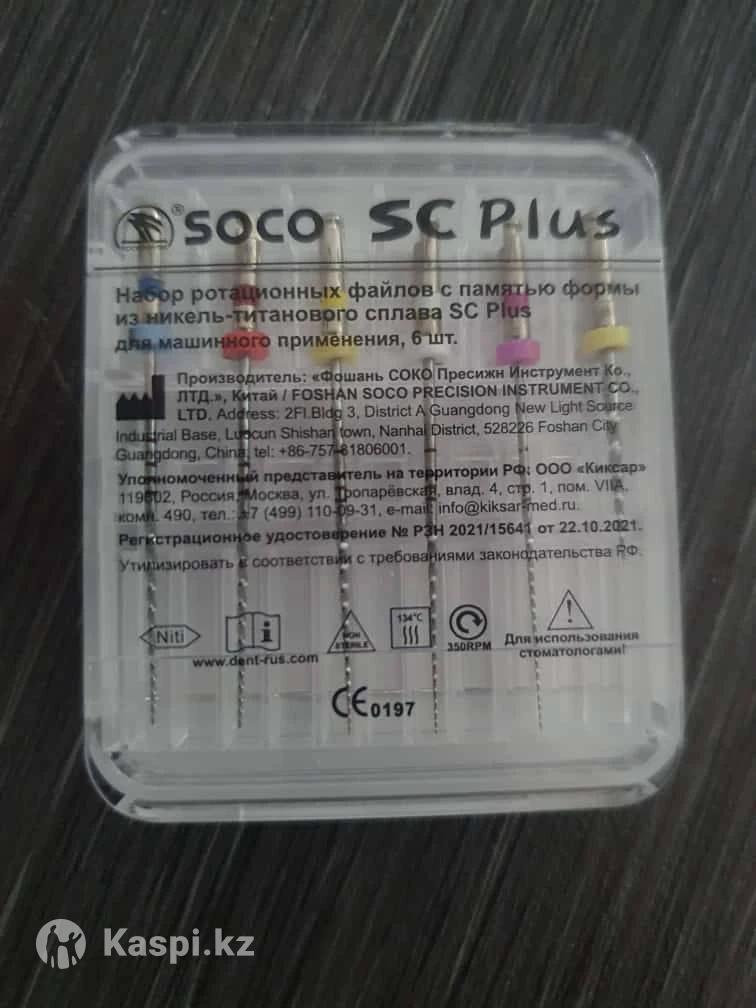 ® SOCO SC Plus
Набор ротационных файлов с памятью формы
из никель-титанового сплава SC Plus
для машинного применения, 6 шт.
Производитель: «Фошань СОКО Пресижн Инструмент Ко.,
ЛТД.», Китай / FOSHAN SOCO PRECISION INSTRUMENT CO.,
LTD. Address: 2Fl.Bldg 3, District A Guangdong New Light Source
Industrial Base, Luocun Shishan town, Nanhai District, 528226 Foshan City
Guangdong, China, tel: +86-757-81806001.
Уполномоченный представитель на территории РФ: ООО «Киксар»
119602, Россия, Москва, ул. Тропарёвская, влад. 4, стр. 1, пом. VIIA,
комн. 490, тел.: +7 (499) 110-09-31, e-mail: info@kiksar-med.ru.
Регистрационное удостоверение № РЗН 2021/15641 от 22.10.2021.
Утилизировать в соответствии с требованиями законодательства РФ.
Niti
i
NON
STERILE
134°C
350RPM
Для использования
стоматологами!
www.dent-rus.com
CE 0197
Kaspi.kz